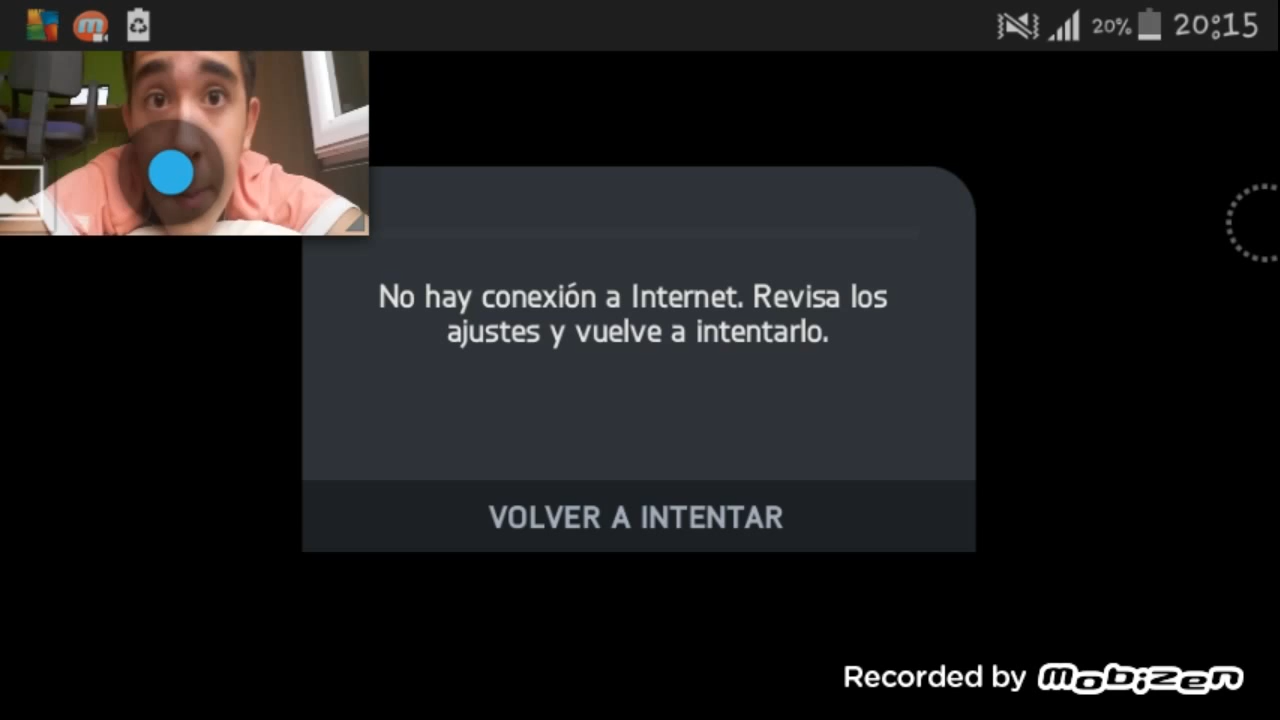 20% 20:15
No hay conexión a Internet. Revisa los
ajustes y vuelve a intentarlo.
VOLVER A INTENTAR
Recorded by mobizen